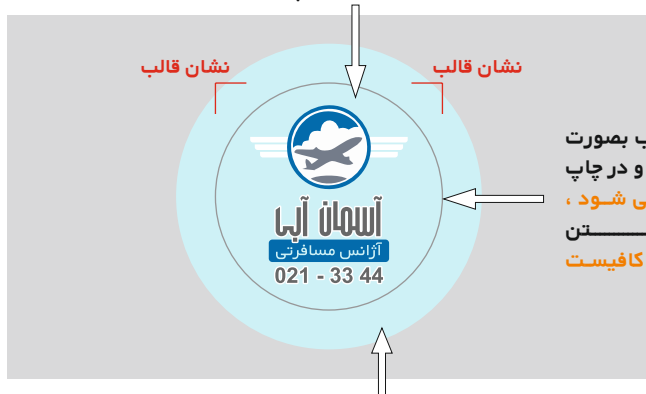 نشان قالب
نشان قالب
آسمان آبی
آژانس مسافرتی
021 - 33 44
بصورت
و در چاپ
شود ،
تن
کافیست